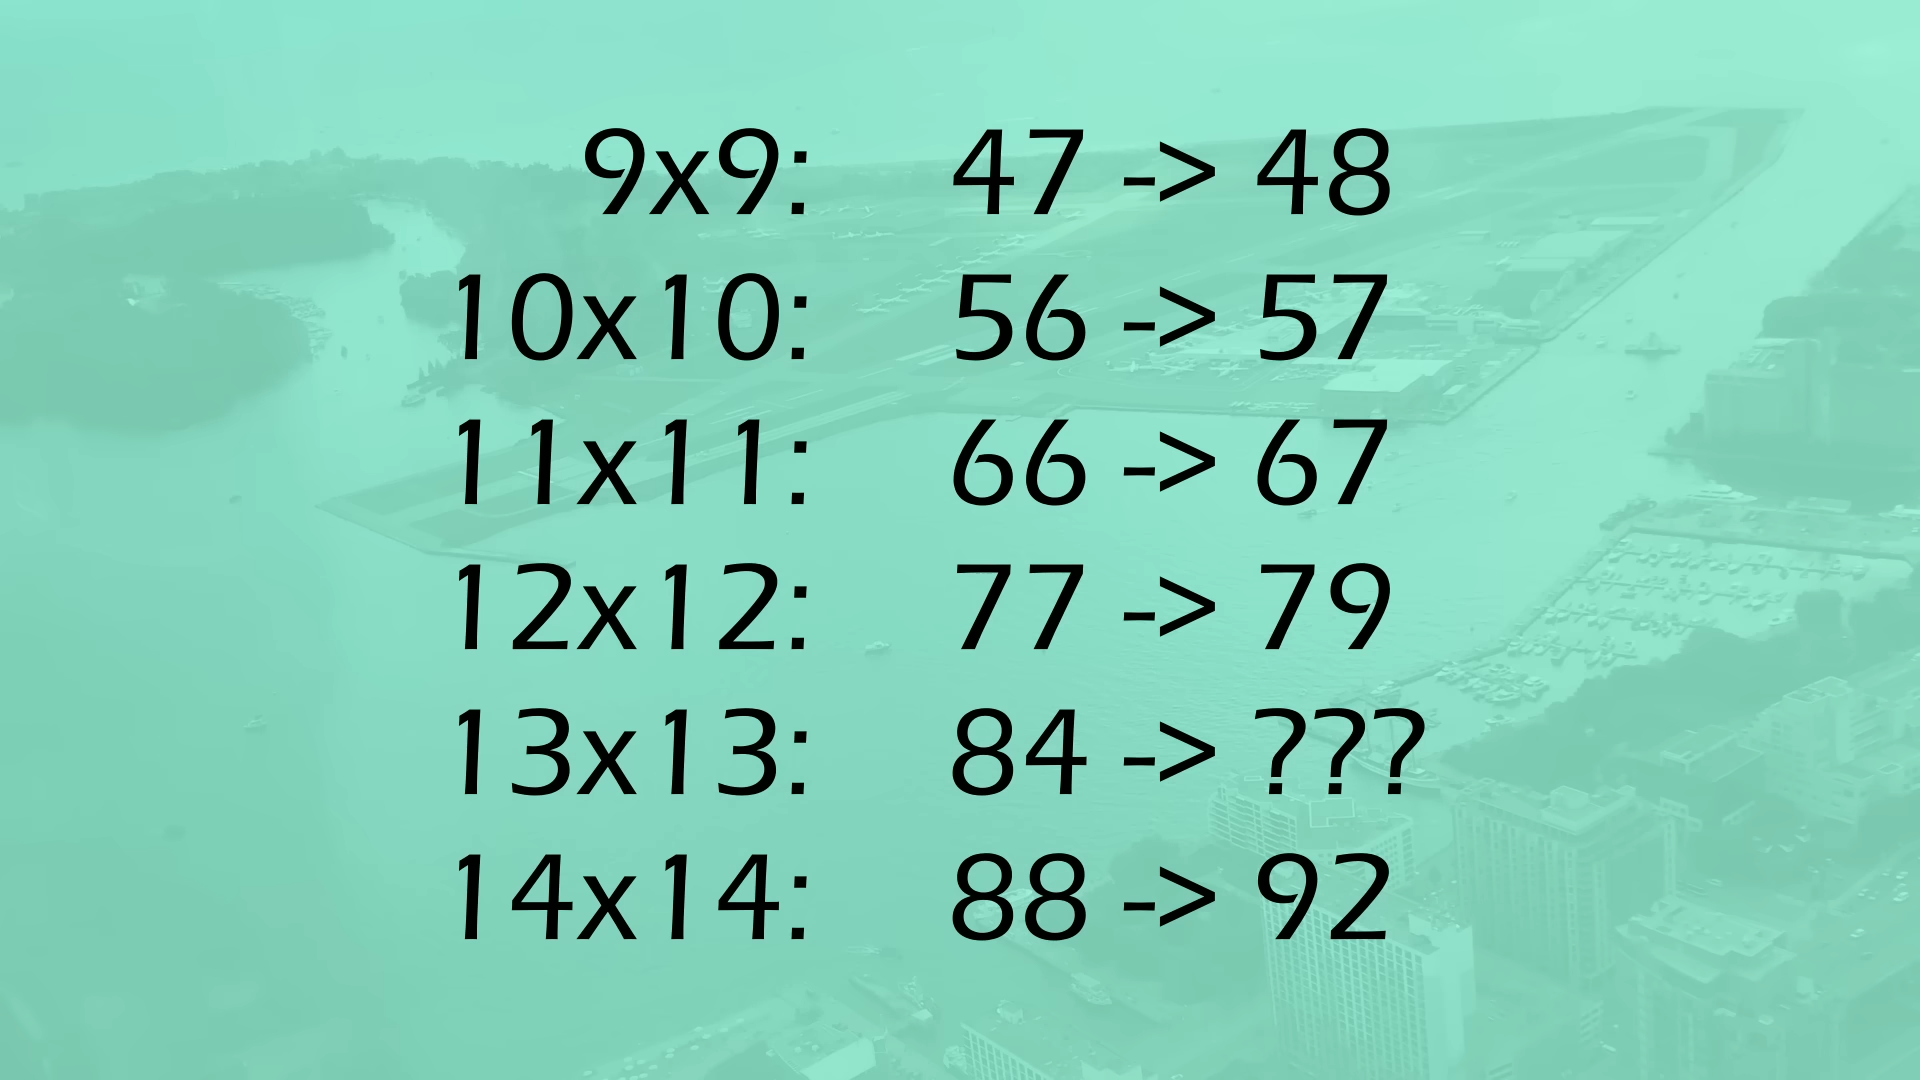 9x9: 47 -> 48
10x10: 56 -> 57
11x11: 66 -> 67
12x12: 77 -> 79
13x13: 84 -> ???
14x14: 88 -> 92